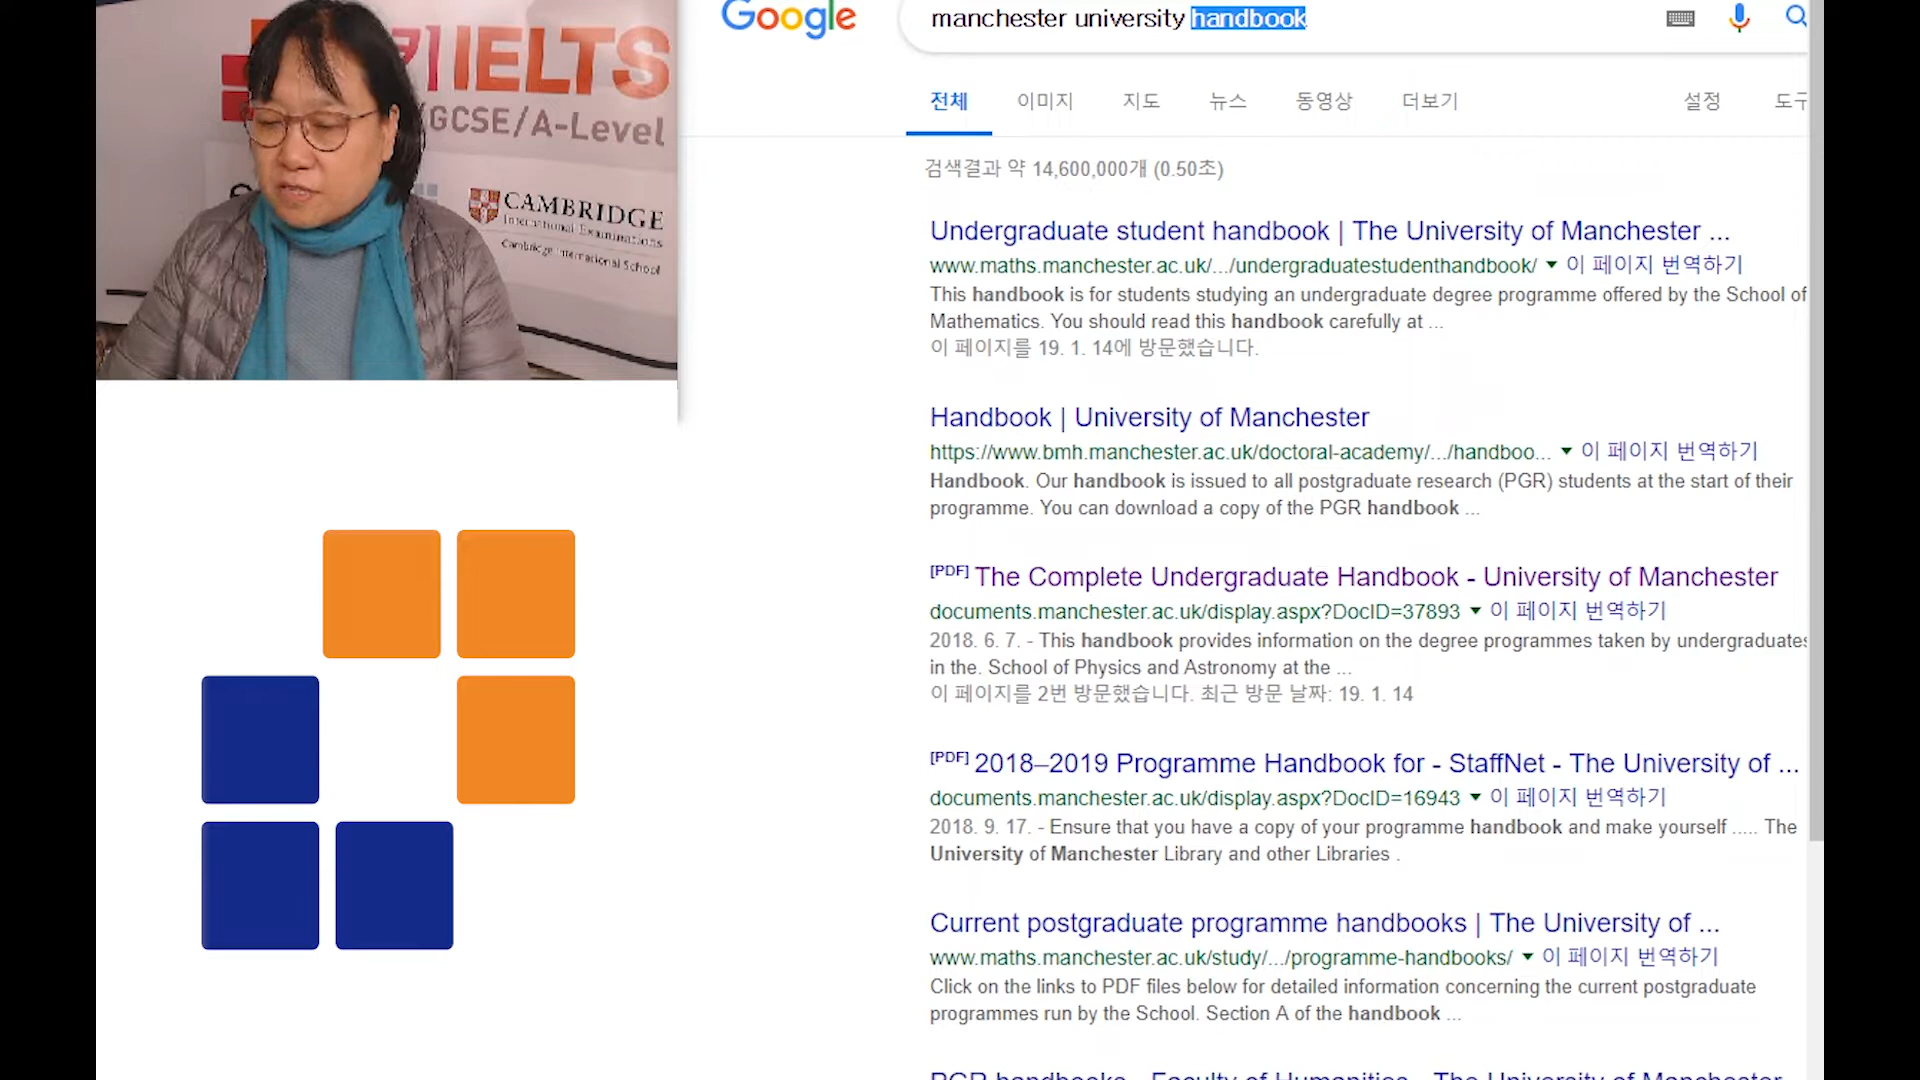 IELTS
/GCSE/A-Level
CAMBRIDGE
International Examinations
Cambridge International School
Google
manchester university handbook
전체 이미지 지도 뉴스 동영상 더보기 설정 도구
검색결과 약 14,600,000개 (0.50초)
Undergraduate student handbook | The University of Manchester ...
www.maths.manchester.ac.uk/.../undergraduatestudenthandbook/ ▼ 이 페이지 번역하기
This handbook is for students studying an undergraduate degree programme offered by the School of
Mathematics. You should read this handbook carefully at ...
이 페이지를 19. 1. 14에 방문했습니다.
Handbook | University of Manchester
https://www.bmh.manchester.ac.uk/doctoral-academy/.../handboo... ▼ 이 페이지 번역하기
Handbook. Our handbook is issued to all postgraduate research (PGR) students at the start of their
programme. You can download a copy of the PGR handbook ...
[PDF] The Complete Undergraduate Handbook - University of Manchester
documents.manchester.ac.uk/display.aspx?DocID=37893 ▼ 이 페이지 번역하기
2018. 6. 7. - This handbook provides information on the degree programmes taken by undergraduates
in the. School of Physics and Astronomy at the ...
이 페이지를 2번 방문했습니다. 최근 방문 날짜: 19. 1. 14
[PDF] 2018–2019 Programme Handbook for - StaffNet - The University of ...
documents.manchester.ac.uk/display.aspx?DocID=16943 ▼ 이 페이지 번역하기
2018. 9. 17. - Ensure that you have a copy of your programme handbook and make yourself ..... The
University of Manchester Library and other Libraries .
Current postgraduate programme handbooks | The University of ...
www.maths.manchester.ac.uk/study/.../programme-handbooks/ ▼ 이 페이지 번역하기
Click on the links to PDF files below for detailed information concerning the current postgraduate
programmes run by the School. Section A of the handbook ...
PGR handbooks - Faculty of Humanities - The University of Manchester